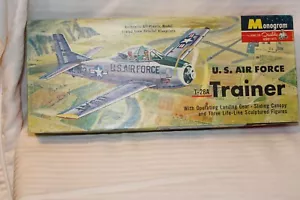 Monogram
U.S. AIR FORCE
T-28A Trainer
With Operating Landing Gear - Sliding Canopy
and Three Life-Like Sculptured Figures
U.S. AIR FORCE